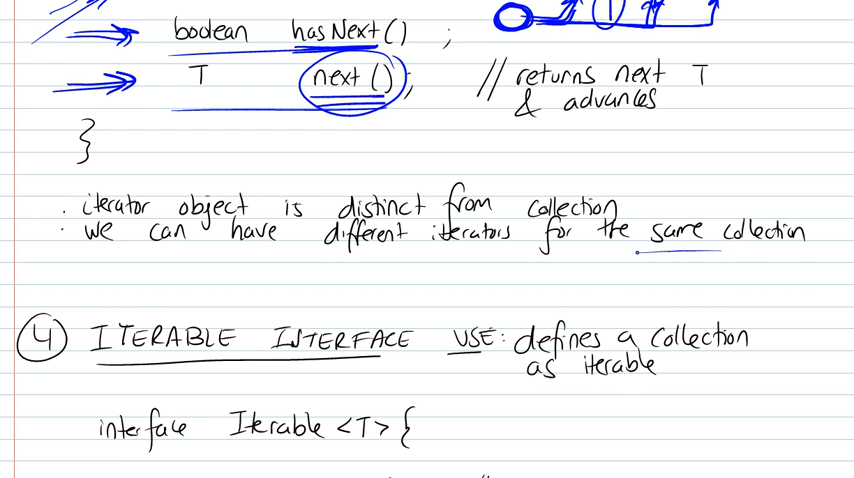 boolean hasNext() ;
T next(); // returns next T
& advances
}
. iterator object is distinct from collection
. we can have different iterators for the same collection
4 ITERABLE INTERFACE USE: defines a collection
as iterable
interface Iterable <T> {